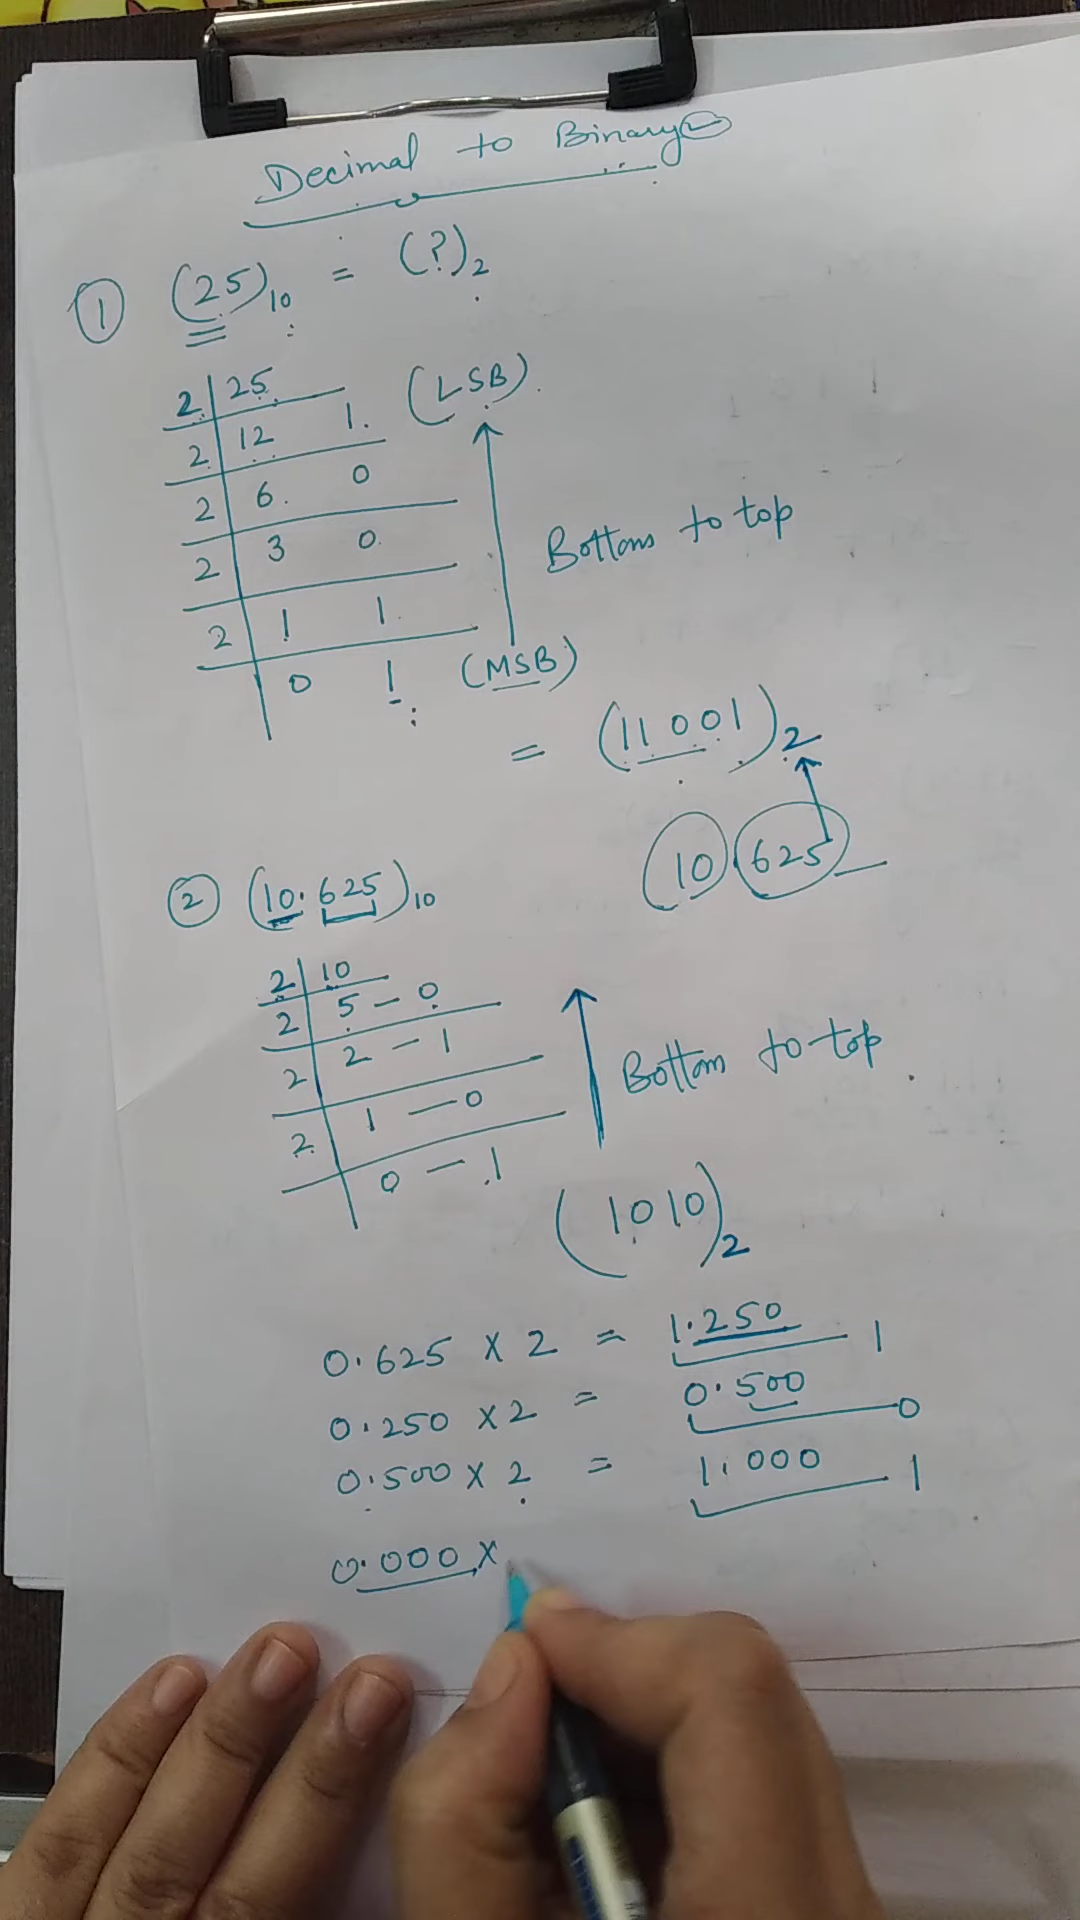 Decimal to Binary
① (25)10 = (?)2
2 25 (LSB)
2 12 1
2 6 0
2 3 0
2 1 1
0 1 (MSB)
Bottom to top
= (11001)2
10.625
② (10.625)10
2 10
2 5 - 0
2 2 - 1
2 1 - 0
0 - 1
Bottom to top
(1010)2
0.625 x 2 = 1.250 1
0.250 x 2 = 0.500 0
0.500 x 2 = 1.000 1
0.000 x